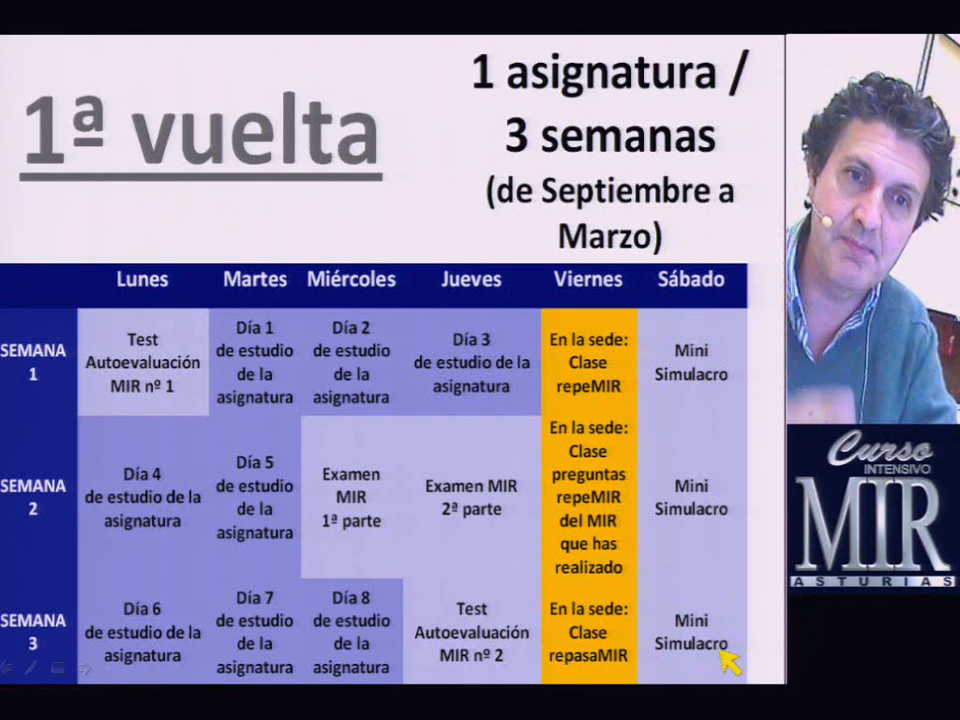 1ª vuelta
1 asignatura /
3 semanas
(de Septiembre a
Marzo)
Lunes
Martes
Miércoles
Jueves
Viernes
Sábado
SEMANA
1
Test
Autoevaluación
MIR nº 1
Día 1
de estudio
de la
asignatura
Día 2
de estudio
de la
asignatura
Día 3
de estudio de la
asignatura
En la sede:
Clase
repeMIR
Mini
Simulacro
SEMANA
2
Día 4
de estudio de la
asignatura
Día 5
de estudio
de la
asignatura
Examen
MIR
1ª parte
Examen MIR
2ª parte
En la sede:
Clase
preguntas
repeMIR
del MIR
que has
realizado
Mini
Simulacro
SEMANA
3
Día 6
de estudio de la
asignatura
Día 7
de estudio
de la
asignatura
Día 8
de estudio
de la
asignatura
Test
Autoevaluación
MIR nº 2
En la sede:
Clase
repasaMIR
Mini
Simulacro
Curso
INTENSIVO
MIR
ASTURIAS